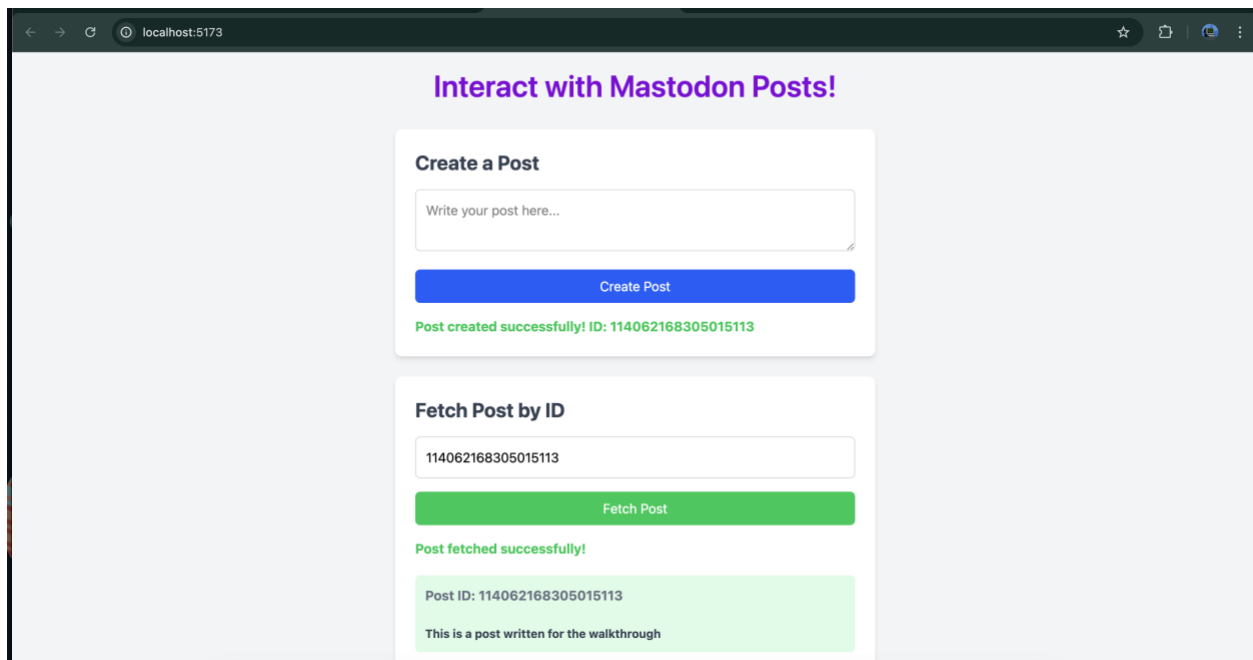 localhost:5173
Interact with Mastodon Posts!
Create a Post
Write your post here...
Create Post
Post created successfully! ID: 114062168305015113
Fetch Post by ID
114062168305015113
Fetch Post
Post fetched successfully!
Post ID: 114062168305015113
This is a post written for the walkthrough